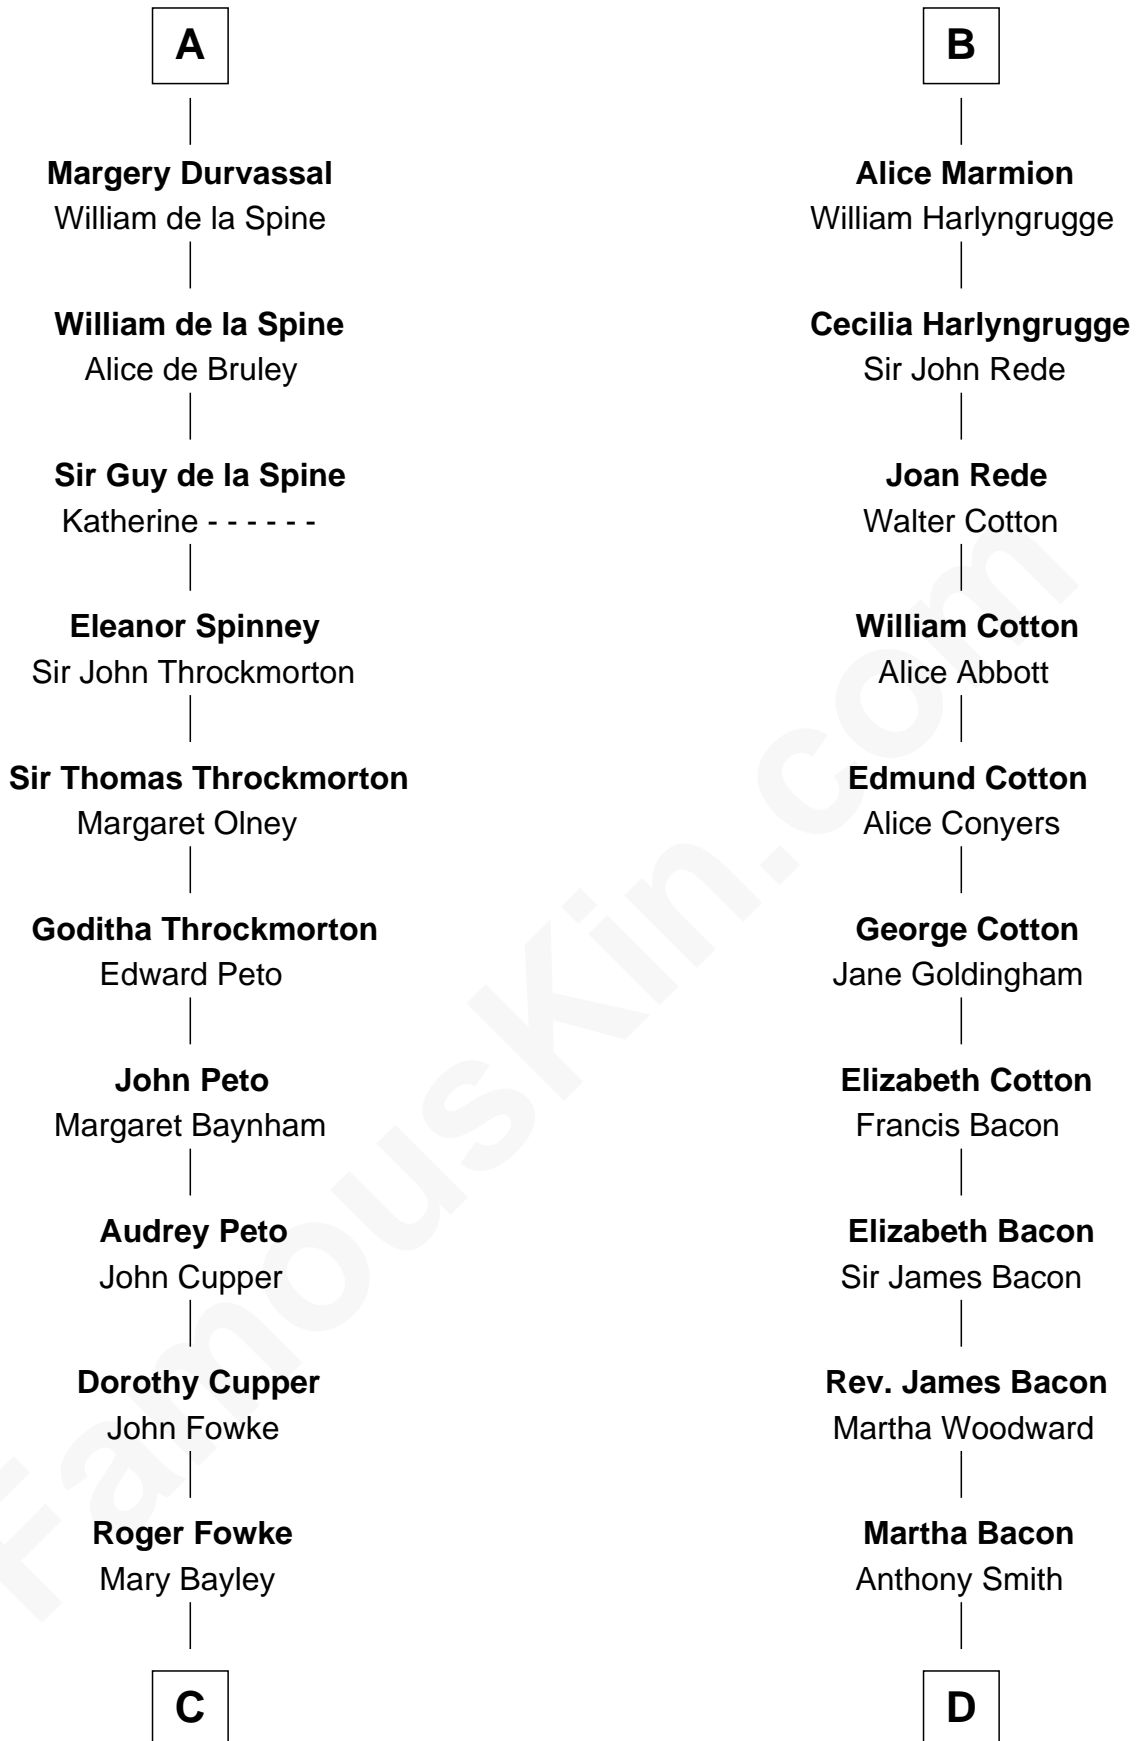 A
Margery Durvassal
William de la Spine
William de la Spine
Alice de Bruley
Sir Guy de la Spine
Katherine - - - - - -
Eleanor Spinney
Sir John Throckmorton
Sir Thomas Throckmorton
Margaret Olney
Goditha Throckmorton
Edward Peto
John Peto
Margaret Baynham
Audrey Peto
John Cupper
Dorothy Cupper
John Fowke
Roger Fowke
Mary Bayley
C
B
Alice Marmion
William Harlyngrugge
Cecilia Harlyngrugge
Sir John Rede
Joan Rede
Walter Cotton
William Cotton
Alice Abbott
Edmund Cotton
Alice Conyers
George Cotton
Jane Goldingham
Elizabeth Cotton
Francis Bacon
Elizabeth Bacon
Sir James Bacon
Rev. James Bacon
Martha Woodward
Martha Bacon
Anthony Smith
D
FamousKin.com